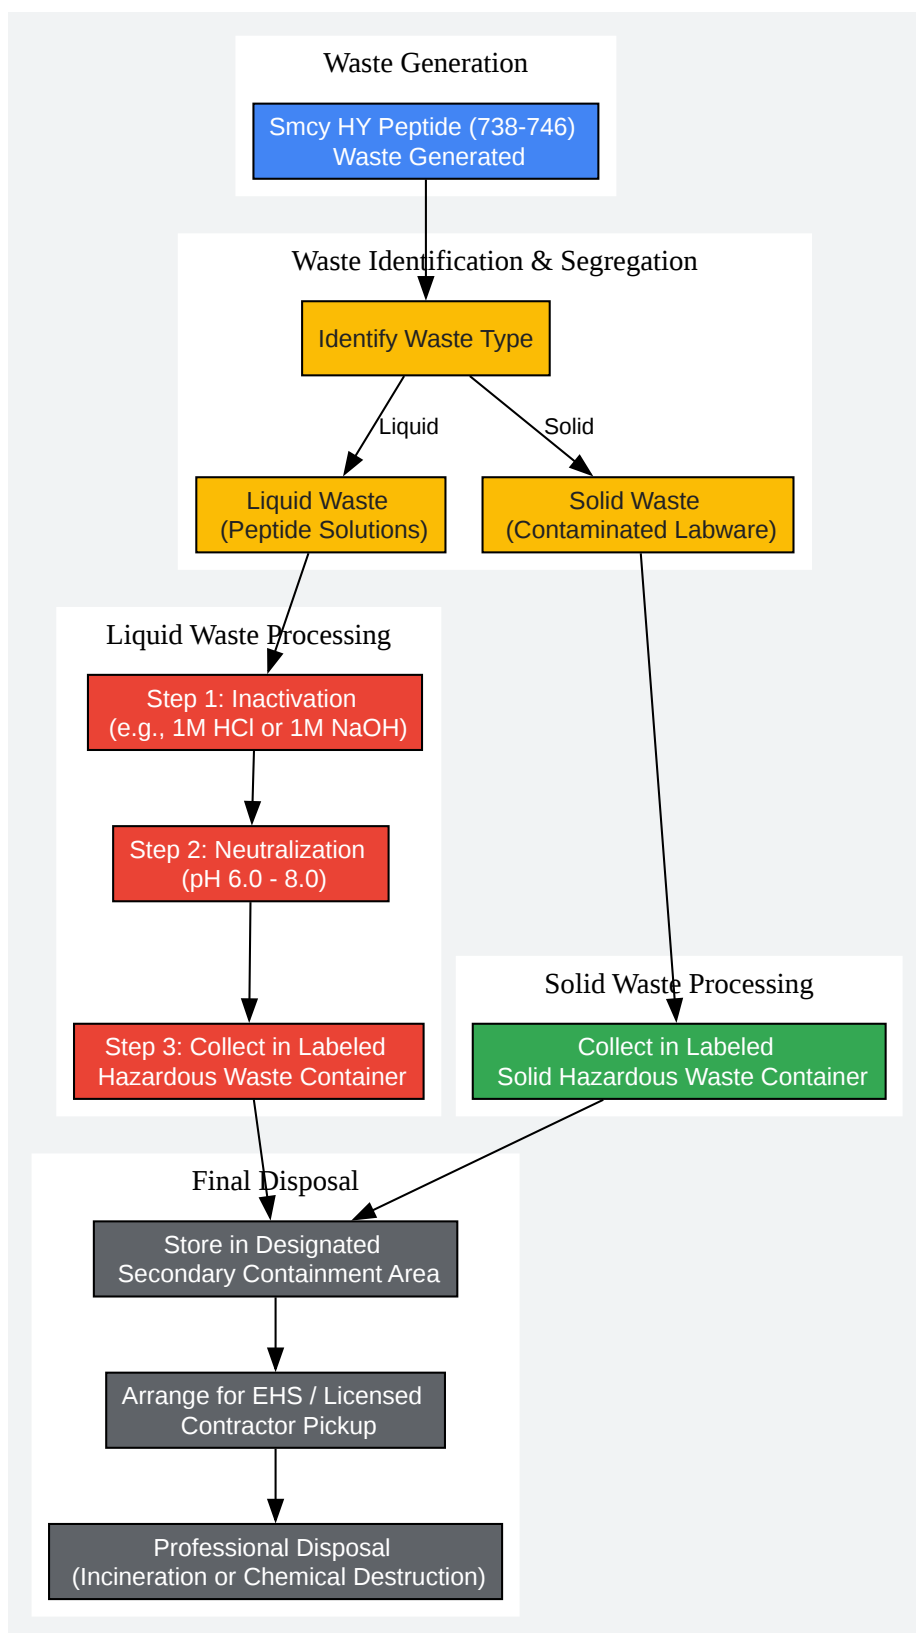 Waste Generation
Smcy HY Peptide (738-746)
Waste Generated
Waste Identification & Segregation
Identify Waste Type
Liquid
Solid
Liquid Waste
(Peptide Solutions)
Solid Waste
(Contaminated Labware)
Liquid Waste Processing
Step 1: Inactivation
(e.g., 1M HCl or 1M NaOH)
Step 2: Neutralization
(pH 6.0 - 8.0)
Step 3: Collect in Labeled
Hazardous Waste Container
Solid Waste Processing
Collect in Labeled
Solid Hazardous Waste Container
Final Disposal
Store in Designated
Secondary Containment Area
Arrange for EHS / Licensed
Contractor Pickup
Professional Disposal
(Incineration or Chemical Destruction)